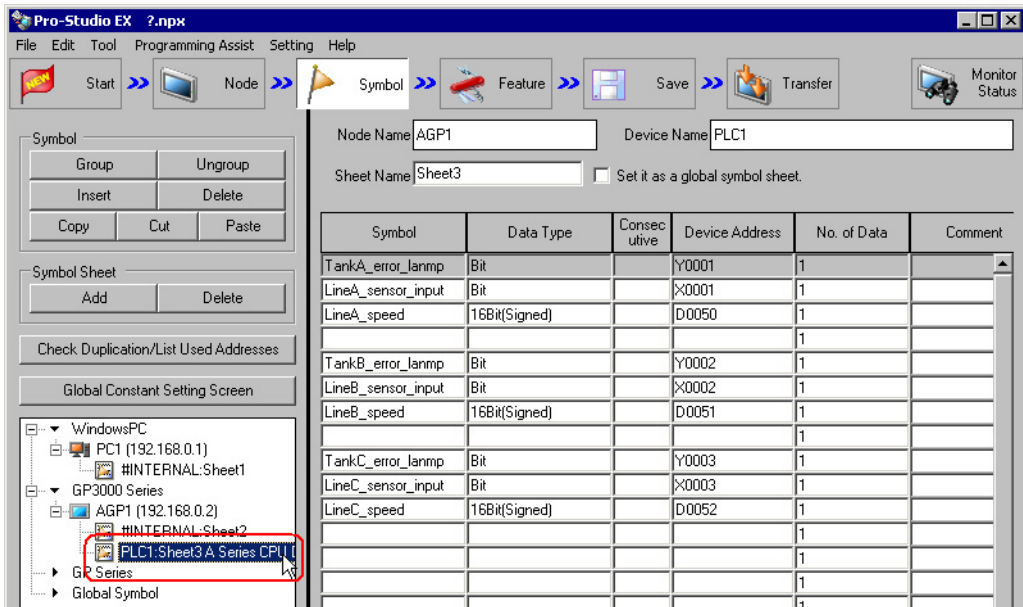 Pro-Studio EX ?.npx
File Edit Tool Programming Assist Setting Help
NEW Start Node Symbol Feature Save Transfer Monitor Status
Symbol
Group Ungroup
Insert Delete
Copy Cut Paste
Symbol Sheet
Add Delete
Check Duplication/List Used Addresses
Global Constant Setting Screen
WindowsPC
PC1 (192.168.0.1)
#INTERNAL:Sheet1
GP3000 Series
AGP1 (192.168.0.2)
#INTERNAL:Sheet2
PLC1:Sheet3 A Series CPU
GP Series
Global Symbol
Node Name AGP1 Device Name PLC1
Sheet Name Sheet3 Set it as a global symbol sheet.
Symbol Data Type Consecutive Device Address No. of Data Comment
TankA_error_lanmp Bit Y0001 1
LineA_sensor_input Bit X0001 1
LineA_speed 16Bit(Signed) D0050 1
1
TankB_error_lanmp Bit Y0002 1
LineB_sensor_input Bit X0002 1
LineB_speed 16Bit(Signed) D0051 1
1
TankC_error_lanmp Bit Y0003 1
LineC_sensor_input Bit X0003 1
LineC_speed 16Bit(Signed) D0052 1
1
1
1
1